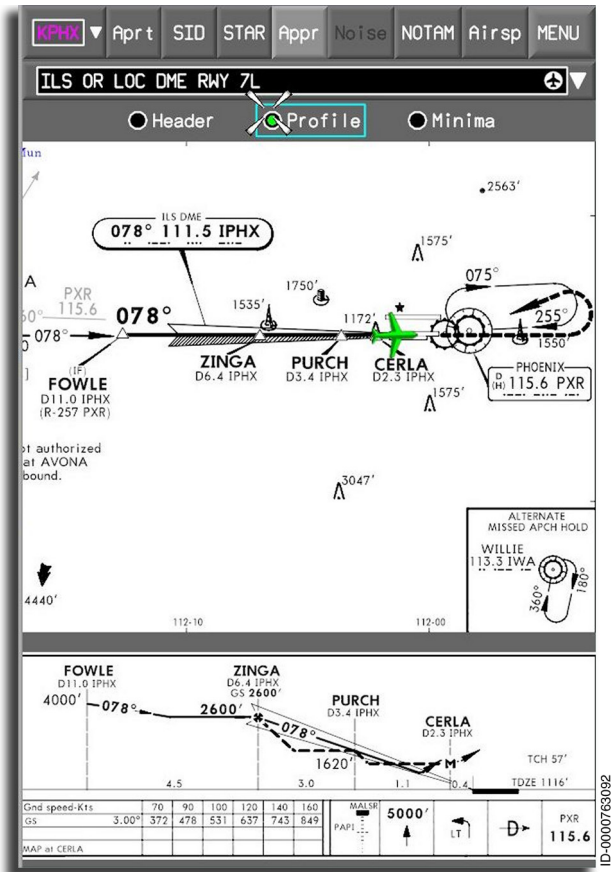 KPHX Aprt SID STAR Appr Noise NOTAM Airsp MENU
ILS OR LOC DME RWY 7L
Header Profile Minima
2563'
ILS DME
078° 111.5 IPHX
1575'
A
PXR
115.6
078°
1535'
1750'
1172'
075°
255°
1550'
078°
(IF)
FOWLE
D11.0 IPHX
(R-257 PXR)
ZINGA
D6.4 IPHX
PURCH
D3.4 IPHX
CERLA
D2.3 IPHX
PHOENIX
D
(H) 115.6 PXR
1575'
ot authorized
at AVONA
bound.
3047'
ALTERNATE
MISSED APCH HOLD
WILLIE
113.3 IWA
360°
180°
4440'
112-10 112-00
FOWLE
D11.0 IPHX
4000'
078°
2600'
ZINGA
D6.4 IPHX
GS 2600'
078°
PURCH
D3.4 IPHX
1620'
CERLA
D2.3 IPHX
M
TCH 57'
TDZE 1116'
4.5 3.0 1.1 0.4
Gnd speed-Kts 70 90 100 120 140 160
GS 3.00° 372 478 531 637 743 849
MAP at CERLA
MALSR
PAPI
5000'
LT
D
PXR
115.6
ID-0000763092